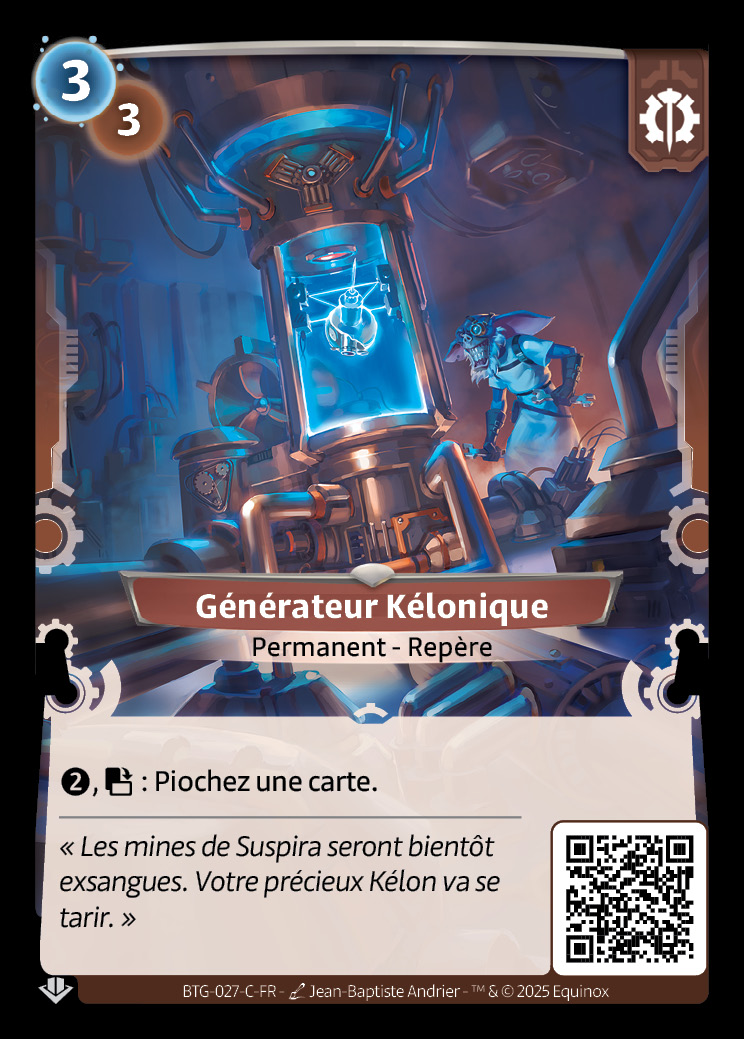 3
3
Générateur Kélonique
Permanent - Repère
2, : Piochez une carte.
« Les mines de Suspira seront bientôt
exsangues. Votre précieux Kélon va se
tarir. »
BTG-027-C-FR - Jean-Baptiste Andrier - ™ & © 2025 Equinox